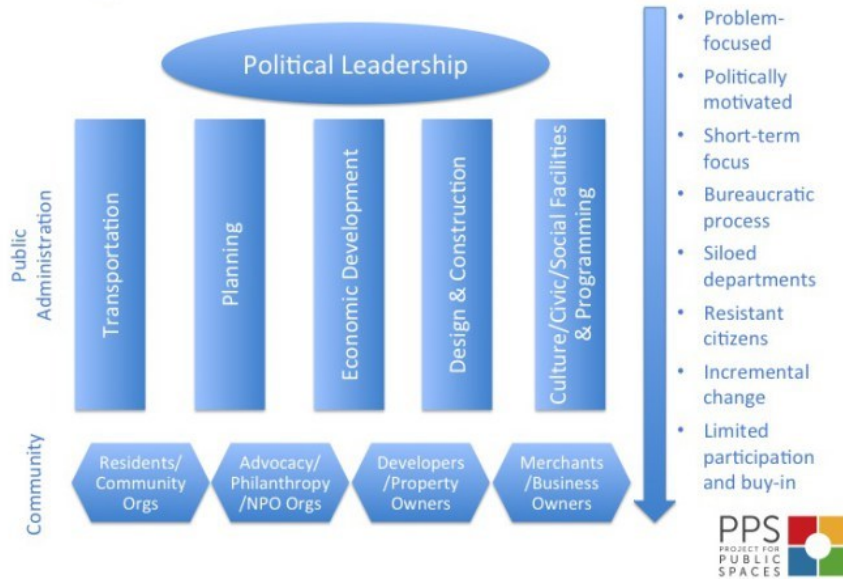 Political Leadership
Public
Administration
Transportation
Planning
Economic Development
Design & Construction
Culture/Civic/Social Facilities
& Programming
Community
Residents/
Community
Orgs
Advocacy/
Philanthropy
/NPO Orgs
Developers
/Property
Owners
Merchants
/Business
Owners
• Problem-
focused
• Politically
motivated
• Short-term
focus
• Bureaucratic
process
• Siloed
departments
• Resistant
citizens
• Incremental
change
• Limited
participation
and buy-in
PPS
PROJECT FOR
PUBLIC
SPACES